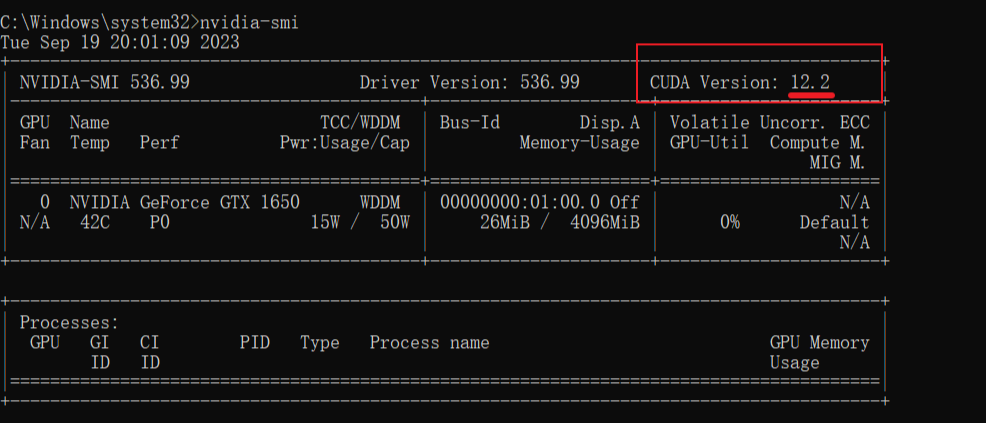 C:\Windows\system32>nvidia-smi
Tue Sep 19 20:01:09 2023
NVIDIA-SMI 536.99 Driver Version: 536.99 CUDA Version: 12.2
GPU Name TCC/WDDM Bus-Id Disp.A Volatile Uncorr. ECC
Fan Temp Perf Pwr:Usage/Cap Memory-Usage GPU-Util Compute M.
MIG M.
0 NVIDIA GeForce GTX 1650 WDDM 00000000:01:00.0 Off N/A
N/A 42C P0 15W / 50W 26MiB / 4096MiB 0% Default
N/A
Processes:
GPU GI CI PID Type Process name GPU Memory
ID ID Usage